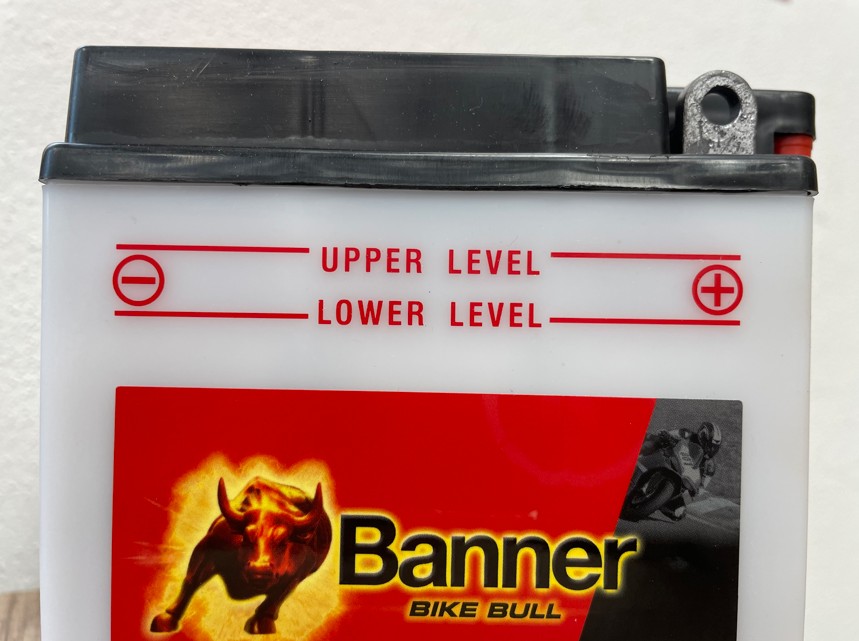 UPPER LEVEL
LOWER LEVEL
Banner
BIKE BULL